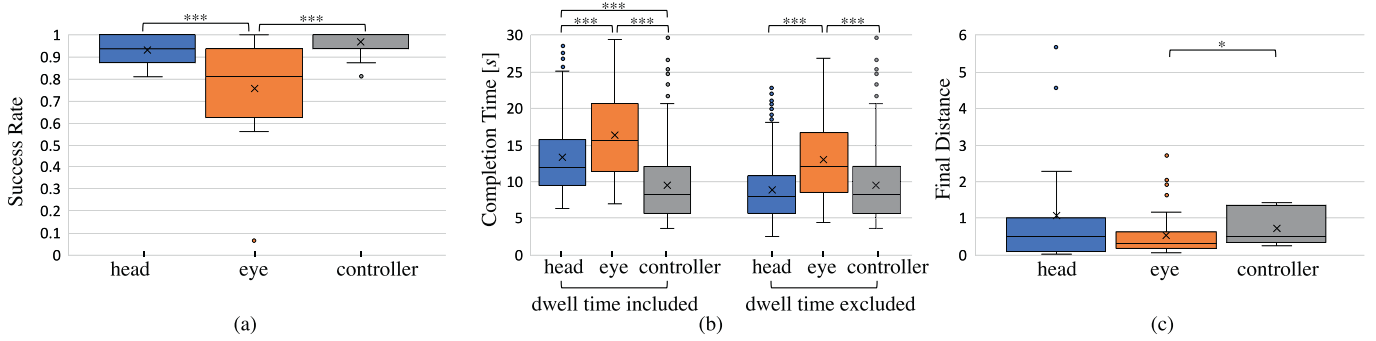 Success Rate
***
***
1
0.9
0.8
0.7
0.6
0.5
0.4
0.3
0.2
0.1
0
head
eye
controller
(a)
Completion Time [s]
***
***
***
***
***
30
25
20
15
10
5
0
head
eye
controller
head
eye
controller
dwell time included
dwell time excluded
(b)
Final Distance
*
6
5
4
3
2
1
0
head
eye
controller
(c)